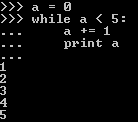 >>> a = 0
>>> while a < 5:
...     a += 1
...     print a
...
1
2
3
4
5